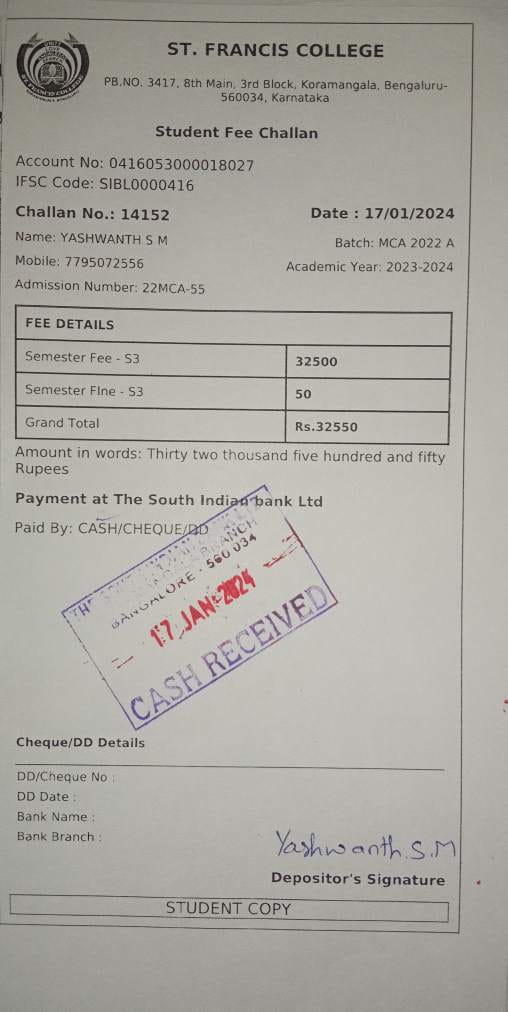 ST. FRANCIS COLLEGE
PB.NO. 3417, 8th Main, 3rd Block, Koramangala, Bengaluru-
560034, Karnataka
Student Fee Challan
Account No: 0416053000018027
IFSC Code: SIBL0000416
Challan No.: 14152 Date : 17/01/2024
Name: YASHWANTH S M Batch: MCA 2022 A
Mobile: 7795072556 Academic Year: 2023-2024
Admission Number: 22MCA-55
FEE DETAILS
Semester Fee - S3 32500
Semester FIne - S3 50
Grand Total Rs.32550
Amount in words: Thirty two thousand five hundred and fifty
Rupees
Payment at The South Indian bank Ltd
Paid By: CASH/CHEQUE/DD
BRANCH
BANGALORE - 560 034
17 JAN 2024
CASH RECEIVED
Cheque/DD Details
DD/Cheque No :
DD Date :
Bank Name :
Bank Branch :
Yashwanth.S.M
Depositor's Signature
STUDENT COPY